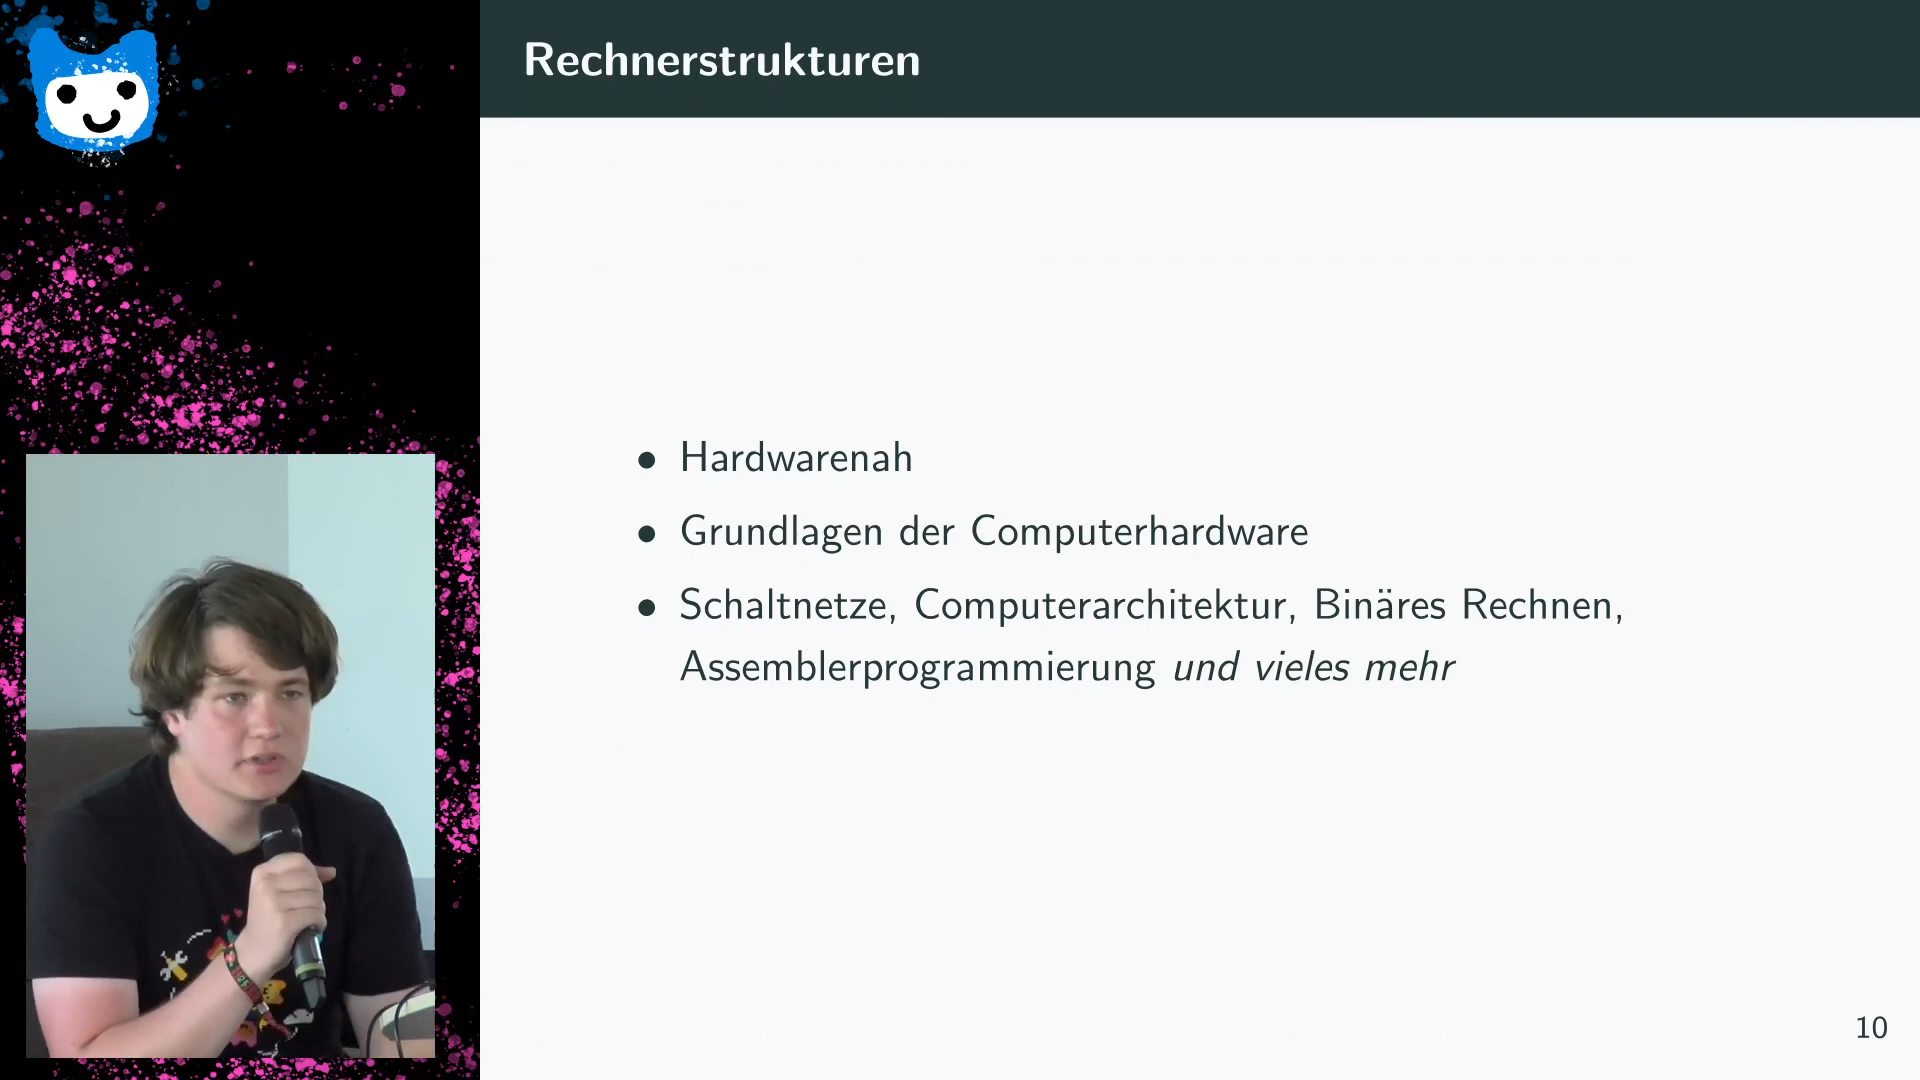 Rechnerstrukturen
• Hardwarenah
• Grundlagen der Computerhardware
• Schaltnetze, Computerarchitektur, Binäres Rechnen,
Assemblerprogrammierung und vieles mehr
10